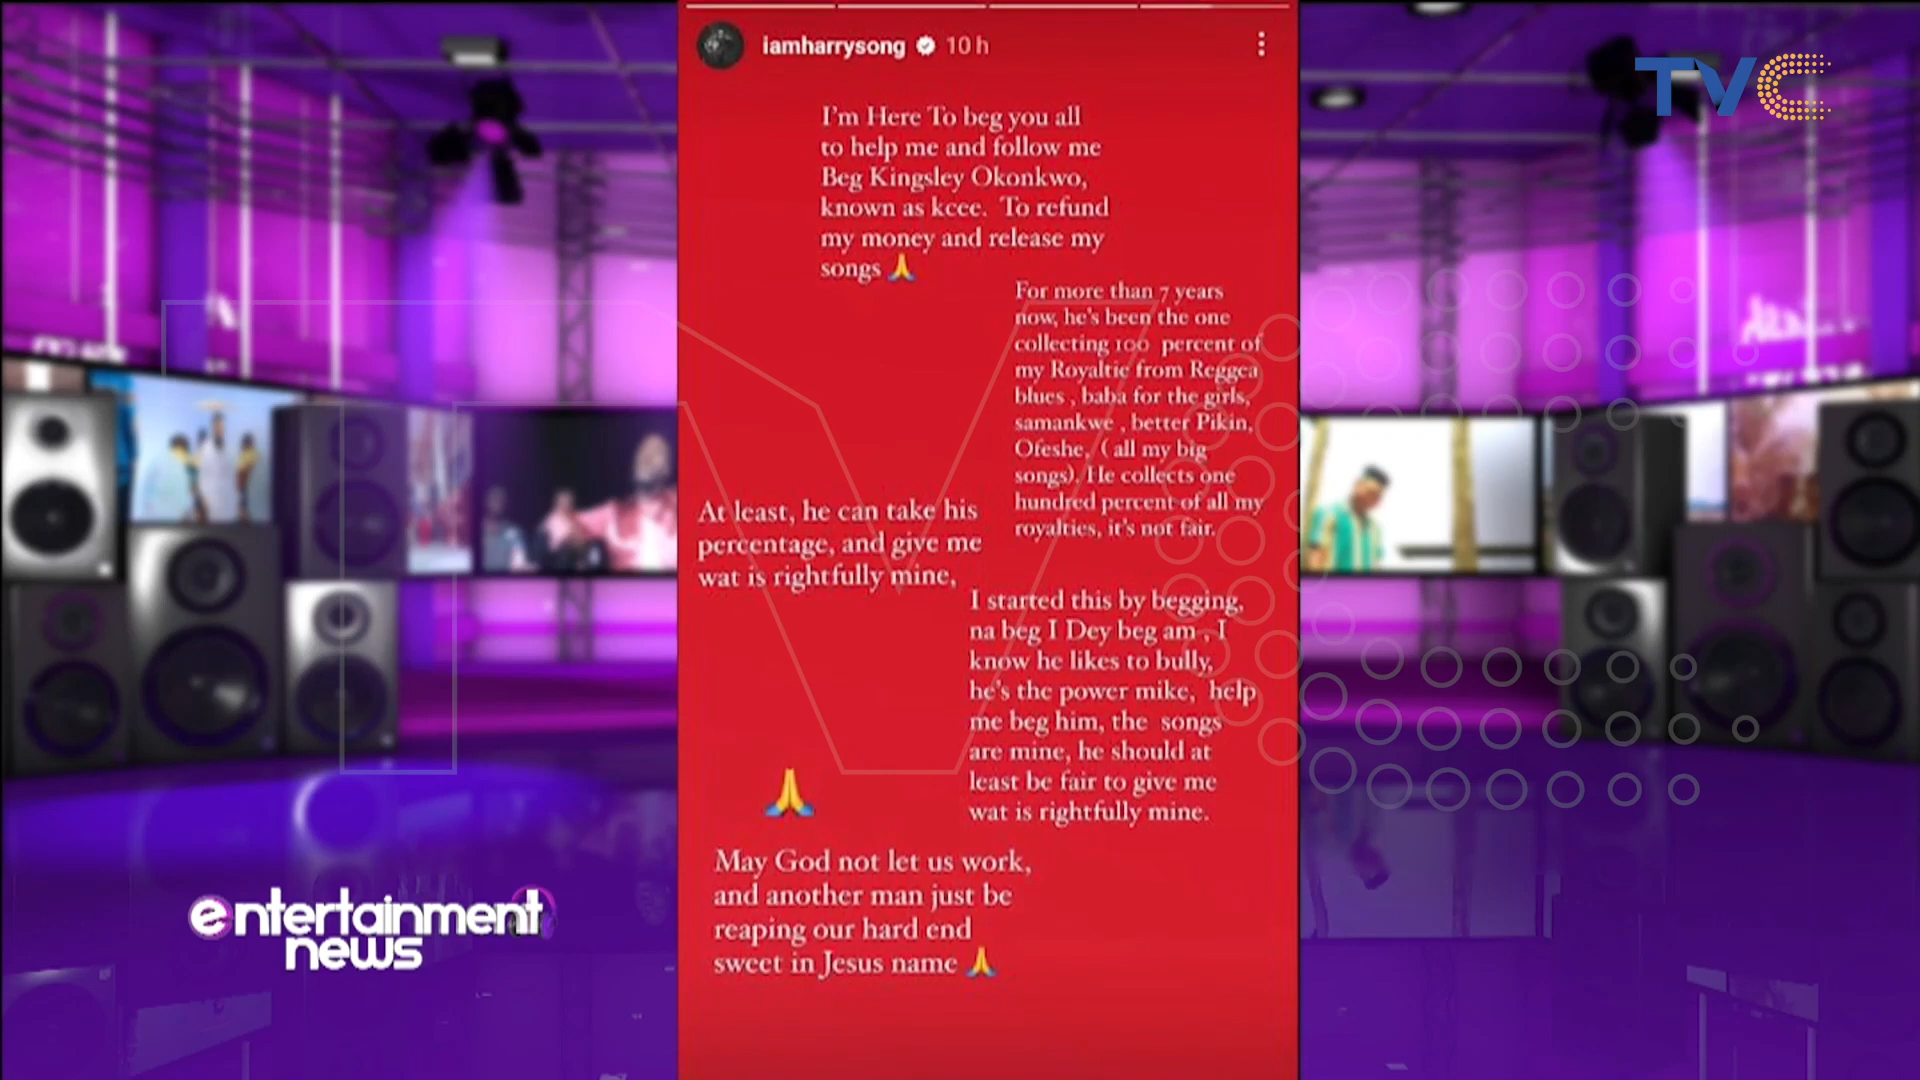 iamharrysong 10 h
TVC
I'm Here To beg you all
to help me and follow me
Beg Kingsley Okonkwo,
known as kcee. To refund
my money and release my
songs 🙏
For more than 7 years
now, he's been the one
collecting 100 percent of
my Royaltie from Reggea
blues , baba for the girls,
samankwe , better Pikin,
Ofeshe, ( all my big
songs). He collects one
hundred percent of all my
royalties, it's not fair.
At least, he can take his
percentage, and give me
wat is rightfully mine,
I started this by begging,
na beg I Dey beg am , I
know he likes to bully,
he's the power mike, help
me beg him, the songs
are mine, he should at
least be fair to give me
wat is rightfully mine.
🙏
May God not let us work,
and another man just be
reaping our hard end
sweet in Jesus name 🙏
entertainment
news
TVC